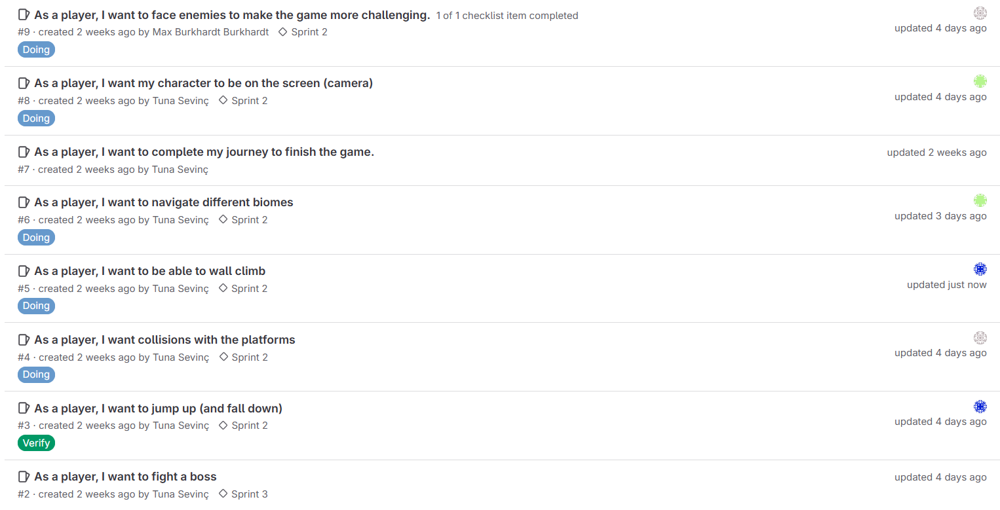 As a player, I want to face enemies to make the game more challenging. 1 of 1 checklist item completed
#9 · created 2 weeks ago by Max Burkhardt Burkhardt Sprint 2
updated 4 days ago
Doing
As a player, I want my character to be on the screen (camera)
#8 · created 2 weeks ago by Tuna Sevinç Sprint 2
updated 4 days ago
Doing
As a player, I want to complete my journey to finish the game.
updated 2 weeks ago
#7 · created 2 weeks ago by Tuna Sevinç
As a player, I want to navigate different biomes
#6 · created 2 weeks ago by Tuna Sevinç Sprint 2
updated 3 days ago
Doing
As a player, I want to be able to wall climb
#5 · created 2 weeks ago by Tuna Sevinç Sprint 2
updated just now
Doing
As a player, I want collisions with the platforms
#4 · created 2 weeks ago by Tuna Sevinç Sprint 2
updated 4 days ago
Doing
As a player, I want to jump up (and fall down)
#3 · created 2 weeks ago by Tuna Sevinç Sprint 2
updated 4 days ago
Verify
As a player, I want to fight a boss
updated 4 days ago
#2 · created 2 weeks ago by Tuna Sevinç Sprint 3